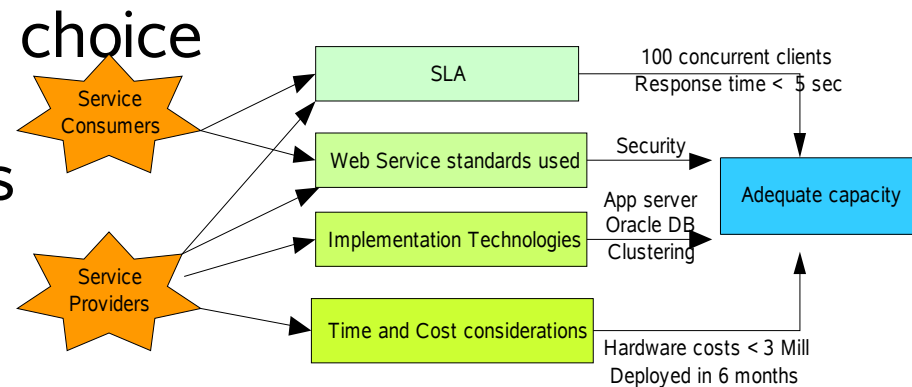 choice
s
Service
Consumers
Service
Providers
SLA
Web Service standards used
Implementation Technologies
Time and Cost considerations
100 concurrent clients
Response time < 5 sec
Security
App server
Oracle DB
Clustering
Hardware costs < 3 Mill
Deployed in 6 months
Adequate capacity